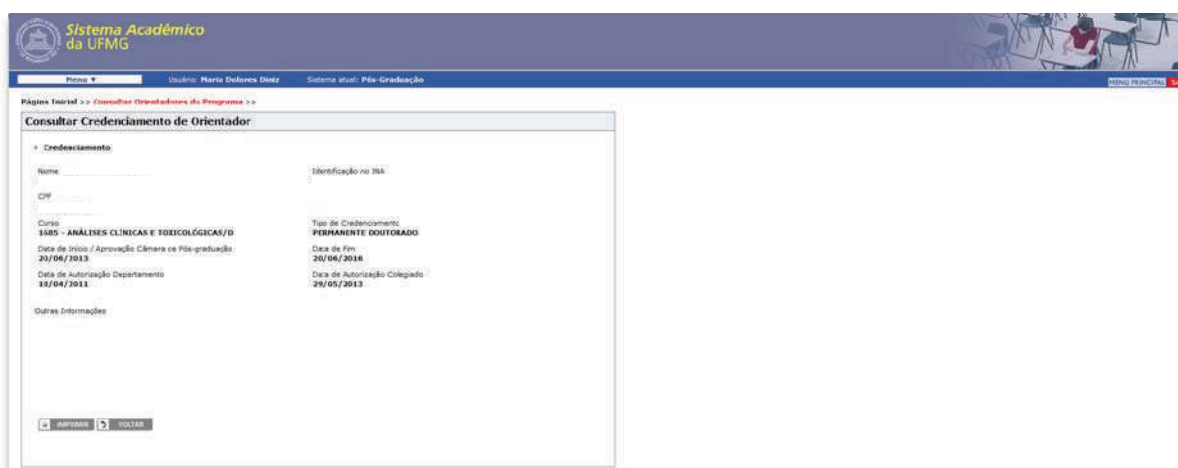 Sistema Acadêmico
da UFMG
Menu ▼ Usuário: Maria Dolores Diniz Sistema atual: Pós-Graduação
MENU PRINCIPAL
Página Inicial >> Consultar Orientadores do Programa >>
Consultar Credenciamento de Orientador
Credenciamento
Nome Identificação no INA
CPF
Curso Tipo de Credenciamento
1685 - ANÁLISES CLÍNICAS E TOXICOLÓGICAS/D PERMANENTE DOUTORADO
Data de Início / Aprovação Câmara de Pós-graduação Data de Fim
20/06/2013 20/06/2016
Data de Autorização Departamento Data de Autorização Colegiado
/04/2011 29/05/2013
Outras Informações
IMPRIMIR VOLTAR